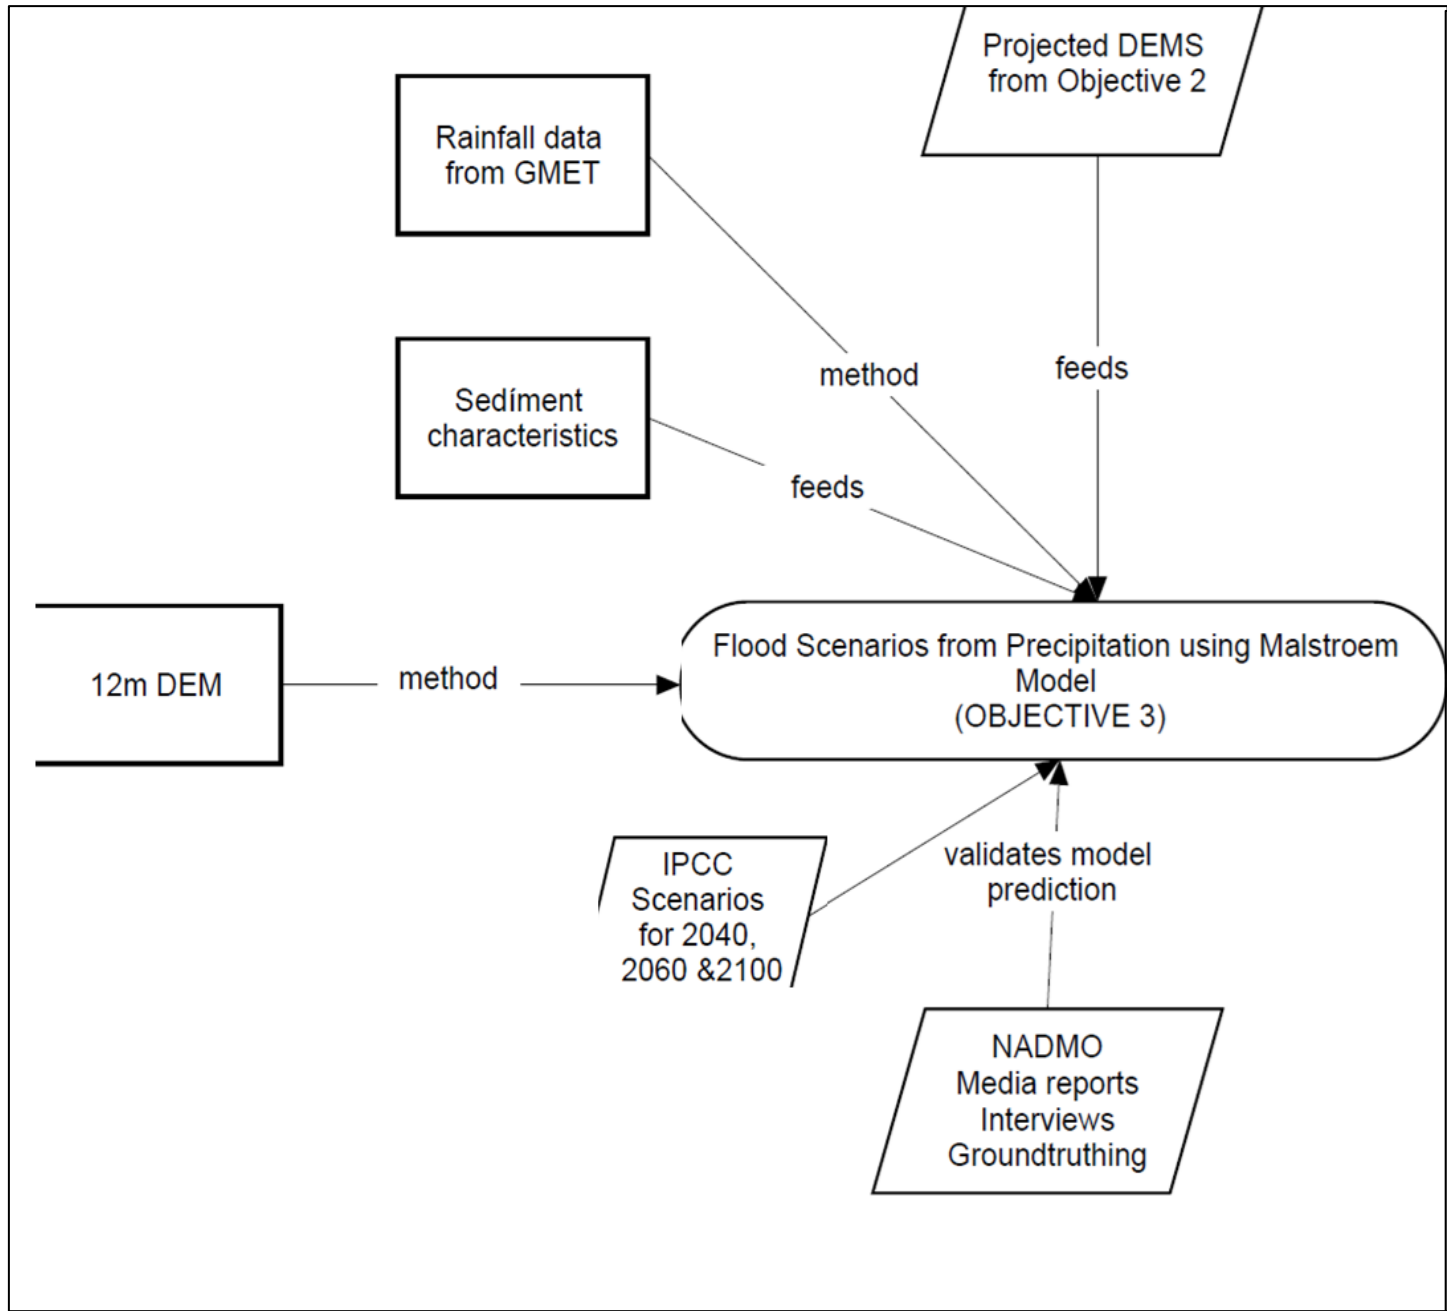 Projected DEMS
from Objective 2
Rainfall data
from GMET
method
feeds
Sedíment
characteristics
feeds
12m DEM
method
Flood Scenarios from Precipitation using Malstroem
Model
(OBJECTIVE 3)
IPCC
Scenarios
for 2040,
2060 &2100
validates model
prediction
NADMO
Media reports
Interviews
Groundtruthing